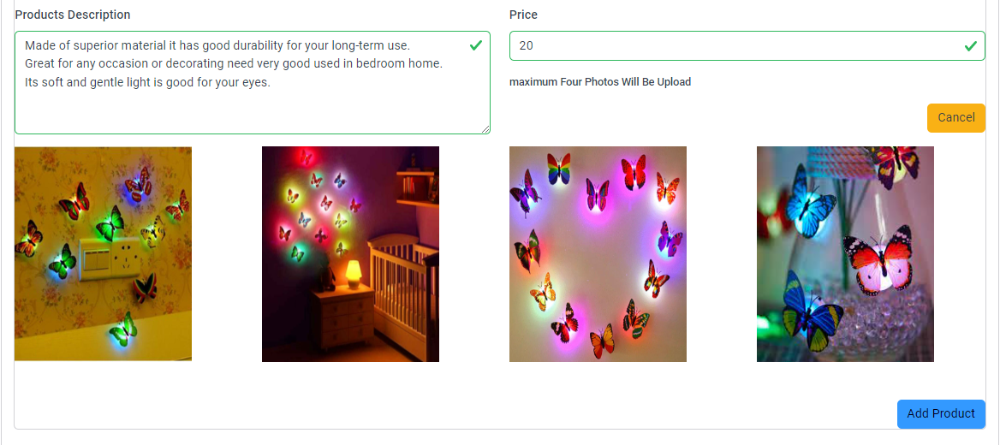 Products Description
Price
Made of superior material it has good durability for your long-term use.
Great for any occasion or decorating need very good used in bedroom home.
Its soft and gentle light is good for your eyes.
20
maximum Four Photos Will Be Upload
Cancel
Add Product